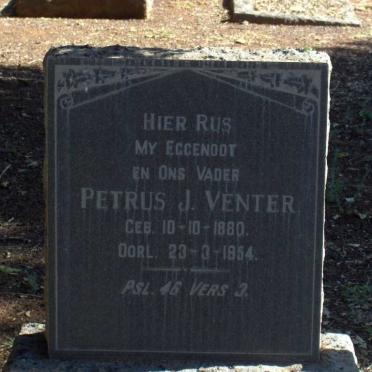 HIER RUS
MY EGGENOOT
EN ONS VADER
PETRUS J. VENTER
GEB. 10-10-1880.
OORL. 23-3-1954.
PSL. 46 VERS 3.